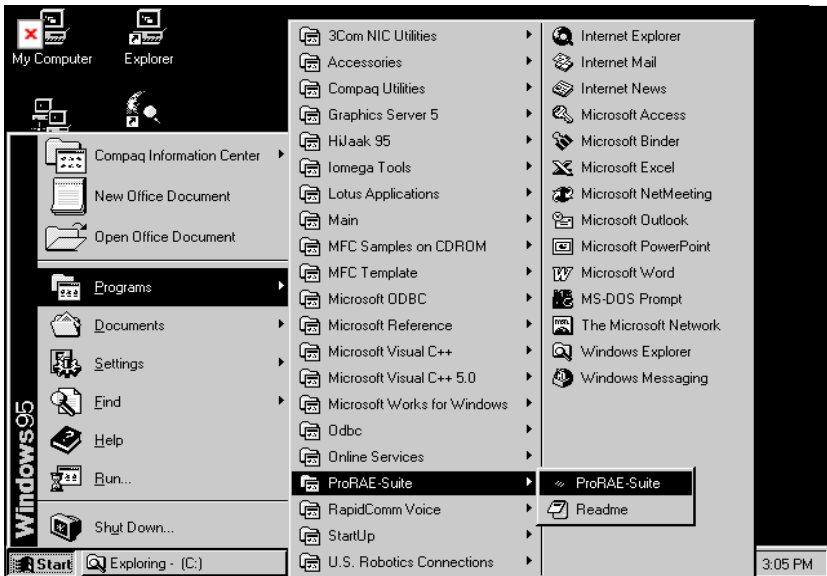 My Computer
Explorer
Compaq Information Center
New Office Document
Open Office Document
Programs
Documents
Settings
Find
Help
Run...
Shut Down...
Windows95
3Com NIC Utilities
Accessories
Compaq Utilities
Graphics Server 5
HiJaak 95
Iomega Tools
Lotus Applications
Main
MFC Samples on CDROM
MFC Template
Microsoft ODBC
Microsoft Reference
Microsoft Visual C++
Microsoft Visual C++ 5.0
Microsoft Works for Windows
Odbc
Online Services
ProRAE-Suite
RapidComm Voice
StartUp
U.S. Robotics Connections
Internet Explorer
Internet Mail
Internet News
Microsoft Access
Microsoft Binder
Microsoft Excel
Microsoft NetMeeting
Microsoft Outlook
Microsoft PowerPoint
Microsoft Word
MS-DOS Prompt
The Microsoft Network
Windows Explorer
Windows Messaging
ProRAE-Suite
Readme
Start
Exploring - (C:)
3:05 PM